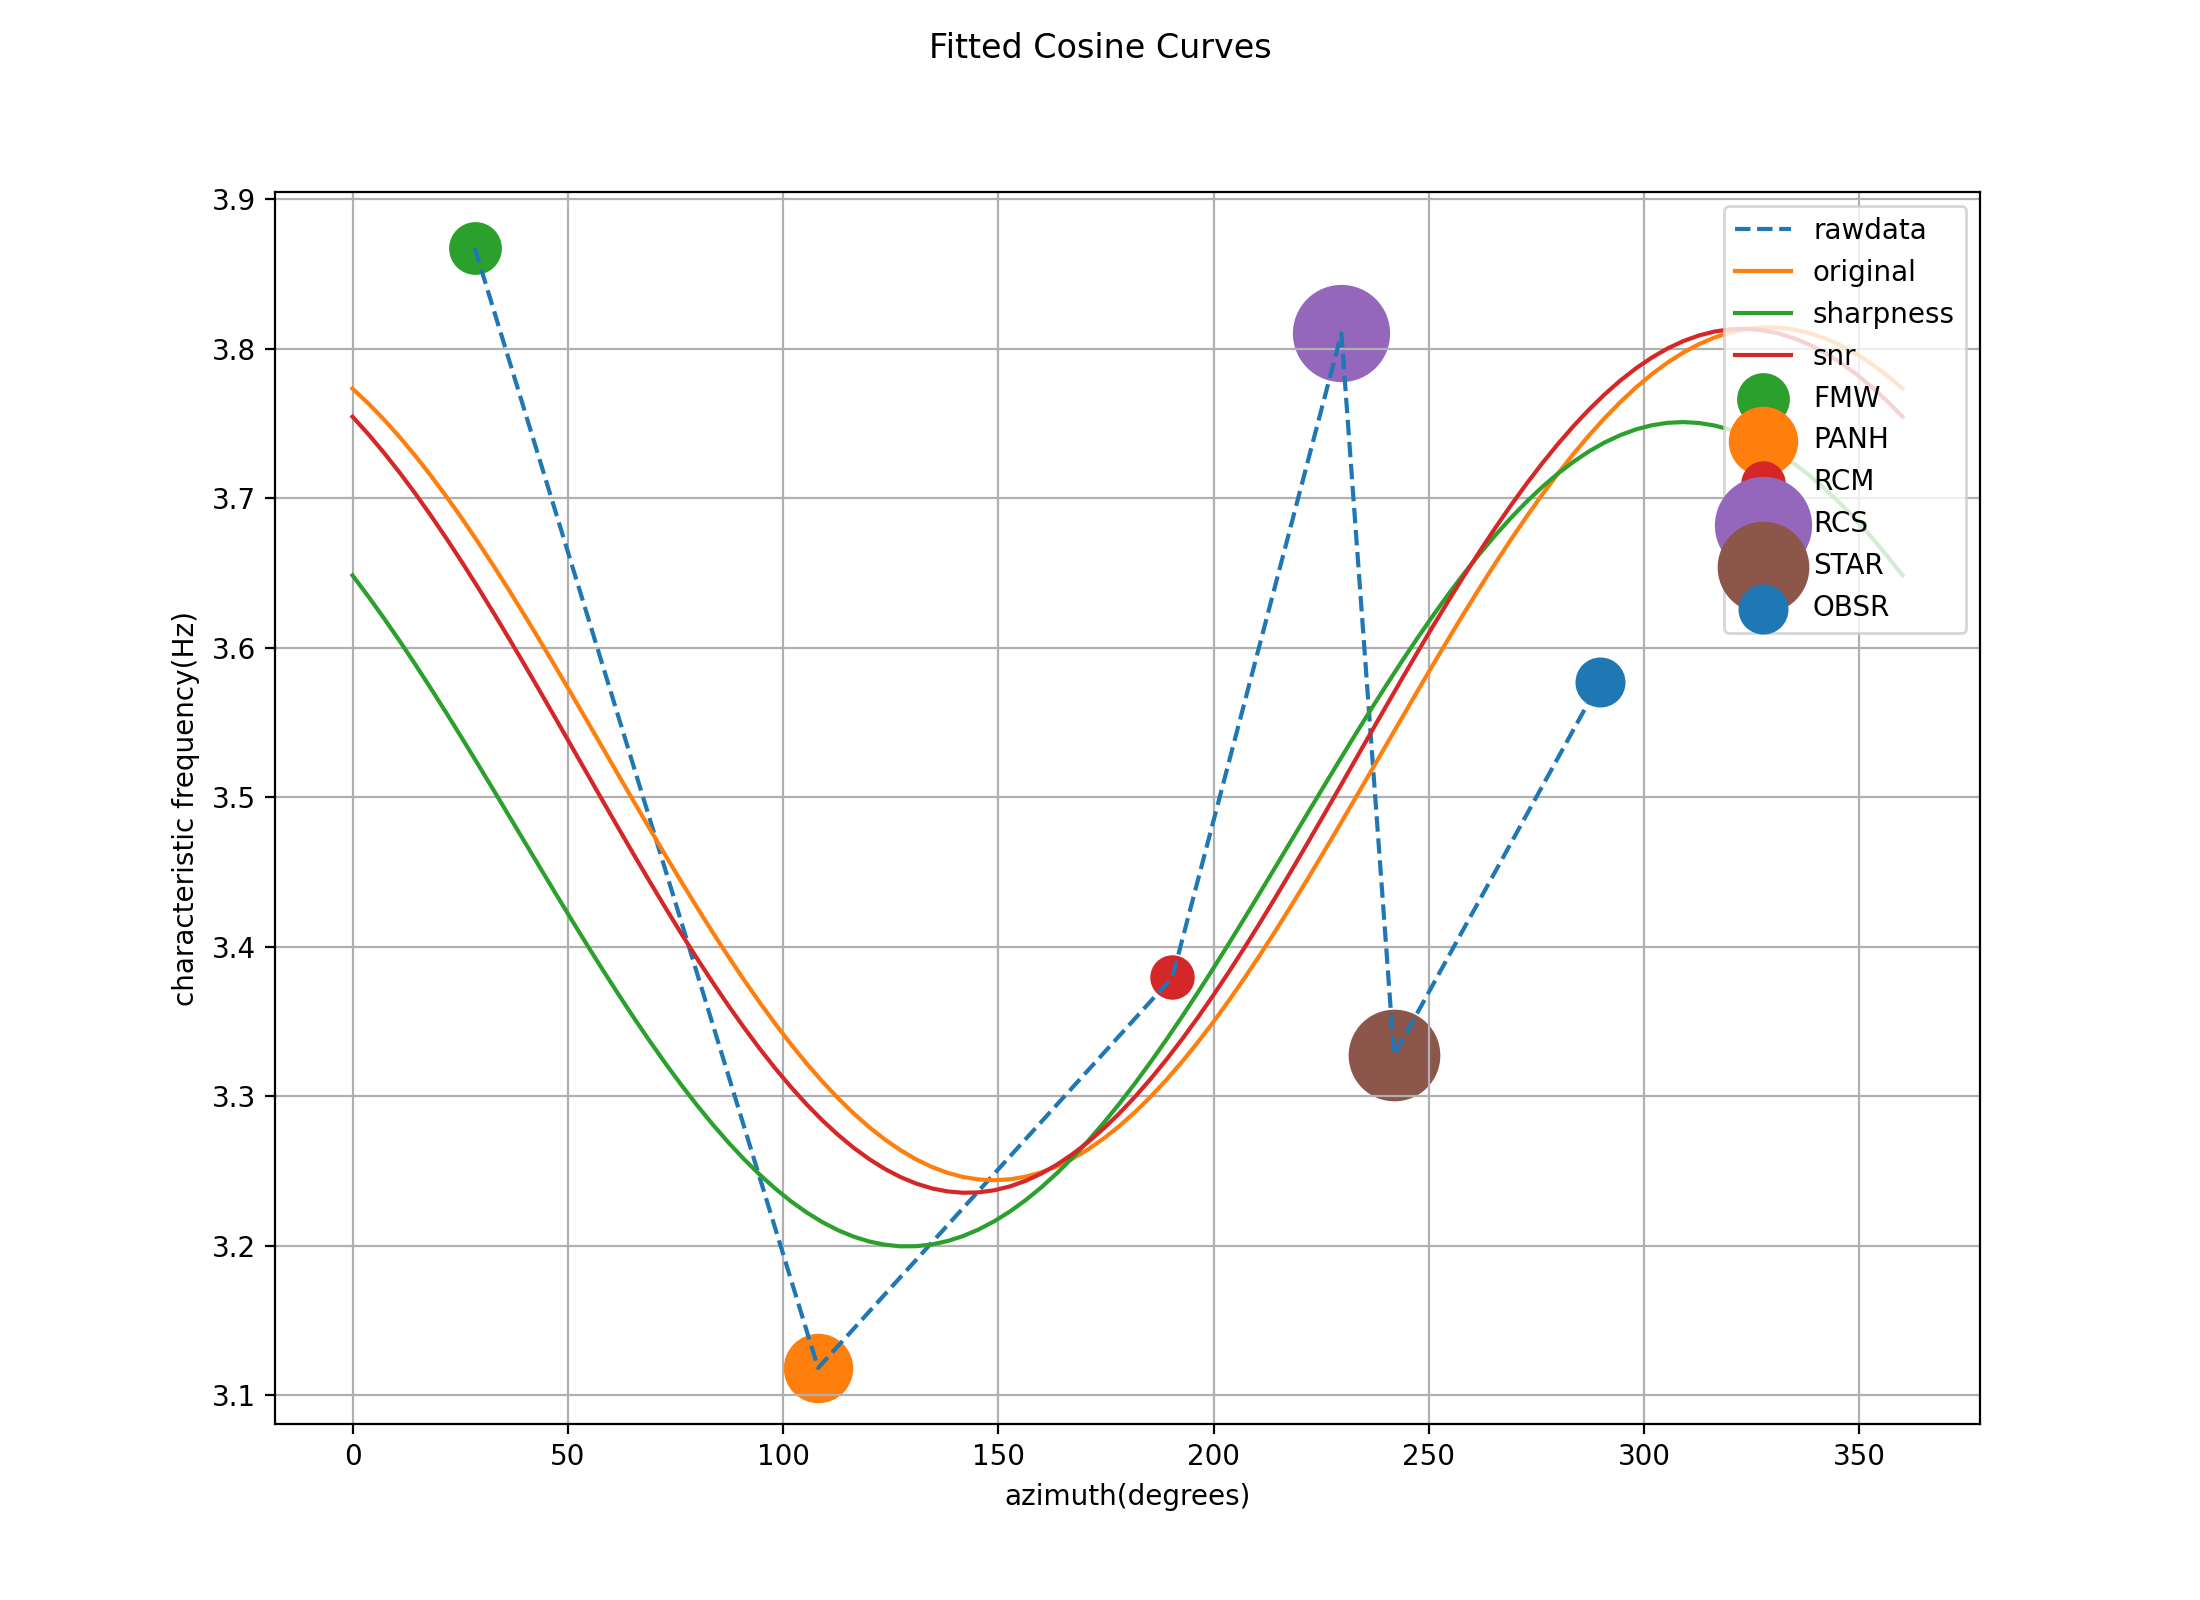 Fitted Cosine Curves
3.9
3.8
3.7
3.6
3.5
3.4
3.3
3.2
3.1
characteristic frequency(Hz)
rawdata
original
sharpness
snr
FMW
PANH
RCM
RCS
STAR
OBSR
0 50 100 150 200 250 300 350
azimuth(degrees)